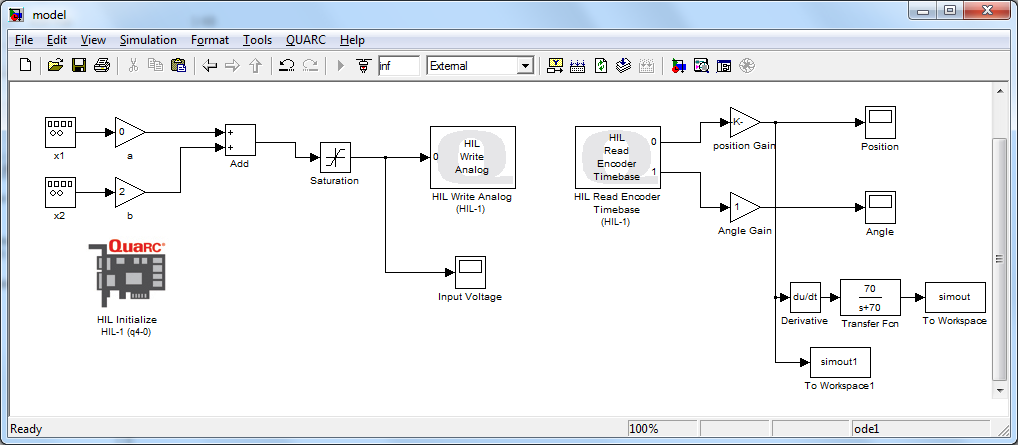 model
File Edit View Simulation Format Tools QUARC Help
inf External
x1
0
a
+
+
Add
x2
2
b
Saturation
0
HIL
Write
Analog
HIL Write Analog
(HIL-1)
Input Voltage
QUARC
HIL Initialize
HIL-1 (q4-0)
HIL
Read
Encoder
Timebase
0
1
HIL Read Encoder
Timebase
(HIL-1)
-K-
position Gain
Position
1
Angle Gain
Angle
du/dt
Derivative
70
s+70
Transfer Fcn
simout
To Workspace
simout1
To Workspace1
Ready 100% ode1